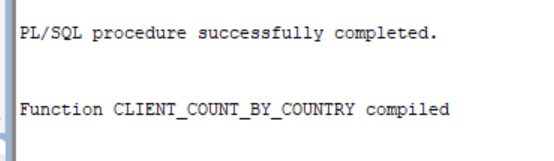 PL/SQL procedure successfully completed.
Function CLIENT_COUNT_BY_COUNTRY compiled